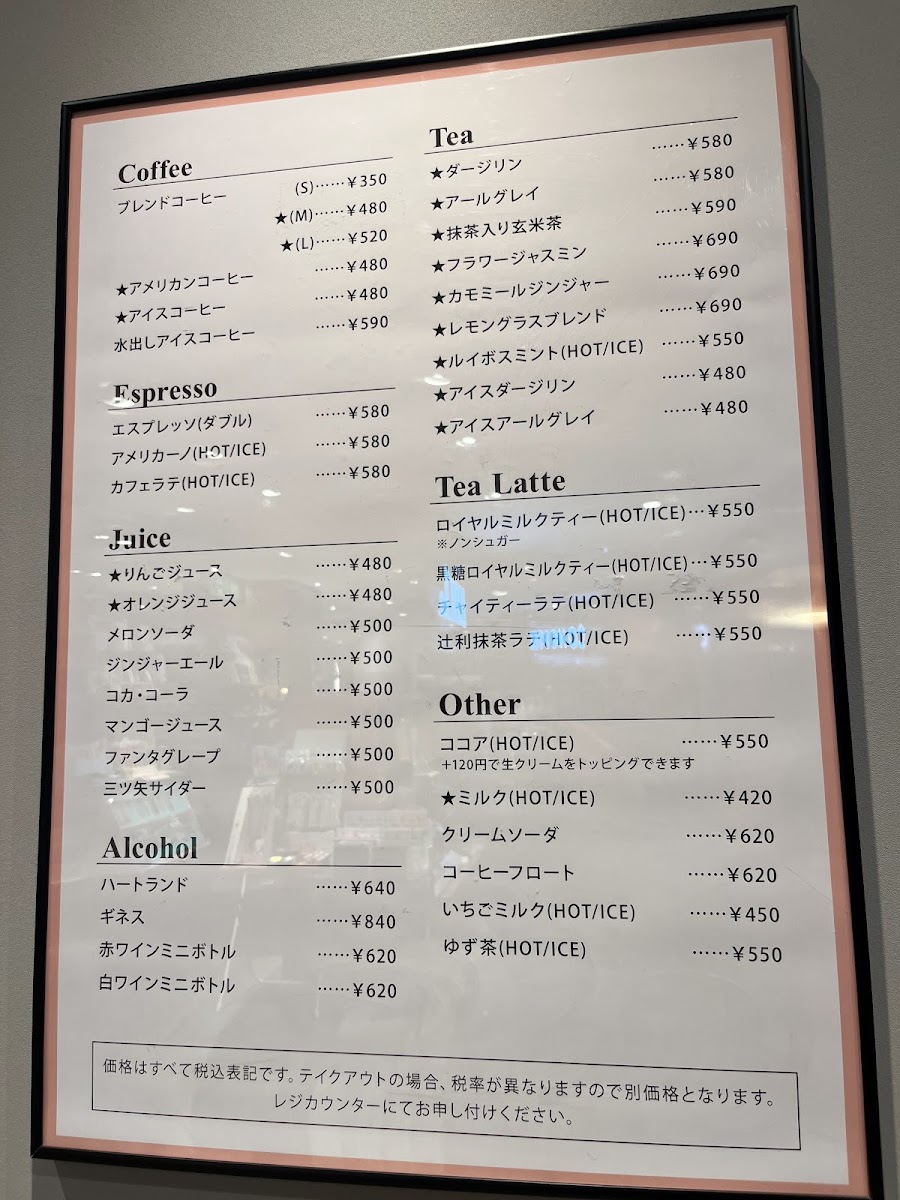 Coffee
ブレンドコーヒー (S)……¥350
★(M)……¥480
★(L)……¥520
★アメリカンコーヒー ……¥480
★アイスコーヒー ……¥480
水出しアイスコーヒー ……¥590
Espresso
エスプレッソ(ダブル) ……¥580
アメリカーノ(HOT/ICE) ……¥580
カフェラテ(HOT/ICE) ……¥580
Juice
★りんごジュース ……¥480
★オレンジジュース ……¥480
メロンソーダ ……¥500
ジンジャーエール ……¥500
コカ・コーラ ……¥500
マンゴージュース ……¥500
ファンタグレープ ……¥500
三ツ矢サイダー ……¥500
Alcohol
ハートランド ……¥640
ギネス ……¥840
赤ワインミニボトル ……¥620
白ワインミニボトル ……¥620
Tea
★ダージリン ……¥580
★アールグレイ ……¥580
★抹茶入り玄米茶 ……¥590
★フラワージャスミン ……¥690
★カモミールジンジャー ……¥690
★レモングラスブレンド ……¥690
★ルイボスミント(HOT/ICE) ……¥550
★アイスダージリン ……¥480
★アイスアールグレイ ……¥480
Tea Latte
ロイヤルミルクティー(HOT/ICE)…¥550
※ノンシュガー
黒糖ロイヤルミルクティー(HOT/ICE)…¥550
チャイティーラテ(HOT/ICE) ……¥550
辻利抹茶ラテ(HOT/ICE) ……¥550
Other
ココア(HOT/ICE) ……¥550
+120円で生クリームをトッピングできます
★ミルク(HOT/ICE) ……¥420
クリームソーダ ……¥620
コーヒーフロート ……¥620
いちごミルク(HOT/ICE) ……¥450
ゆず茶(HOT/ICE) ……¥550
価格はすべて税込表記です。テイクアウトの場合、税率が異なりますので別価格となります。
レジカウンターにてお申し付けください。